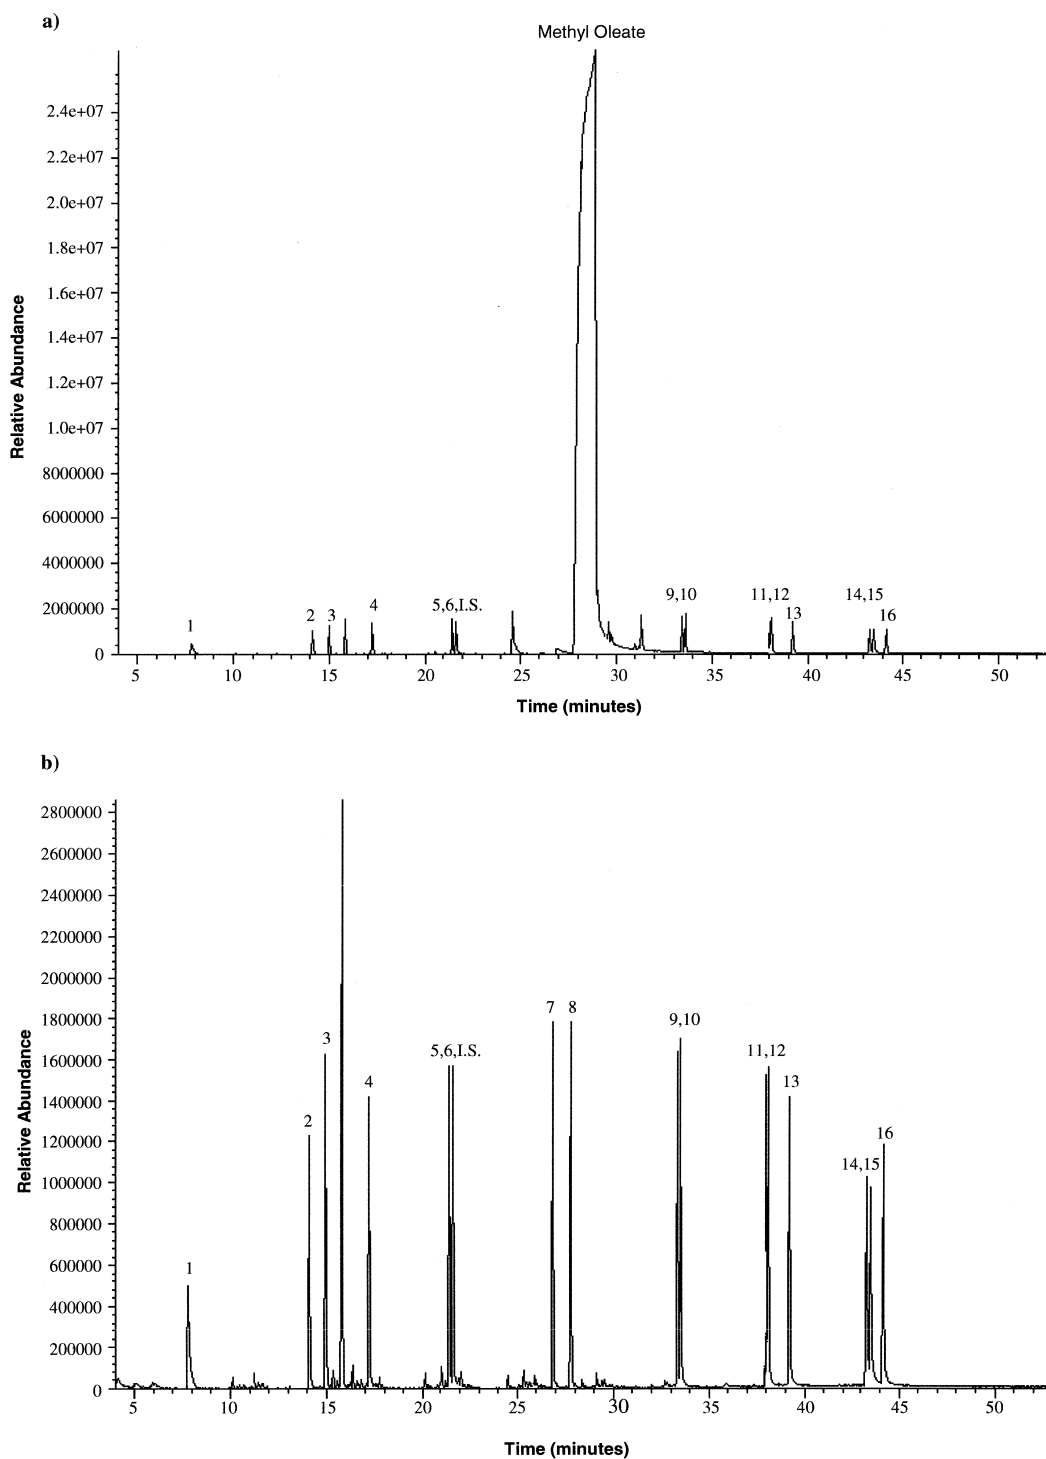 a)
Methyl Oleate
2.4e+07
2.2e+07
2.0e+07
1.8e+07
1.6e+07
1.4e+07
1.2e+07
1.0e+07
8000000
6000000
4000000
2000000
0
Relative Abundance
1
2
3
4
5,6,I.S.
9,10
11,12
13
14,15
16
5 10 15 20 25 30 35 40 45 50
Time (minutes)
b)
2800000
2600000
2400000
2200000
2000000
1800000
1600000
1400000
1200000
1000000
800000
600000
400000
200000
0
Relative Abundance
1
2
3
4
5,6,I.S.
7
8
9,10
11,12
13
14,15
16
5 10 15 20 25 30 35 40 45 50
Time (minutes)